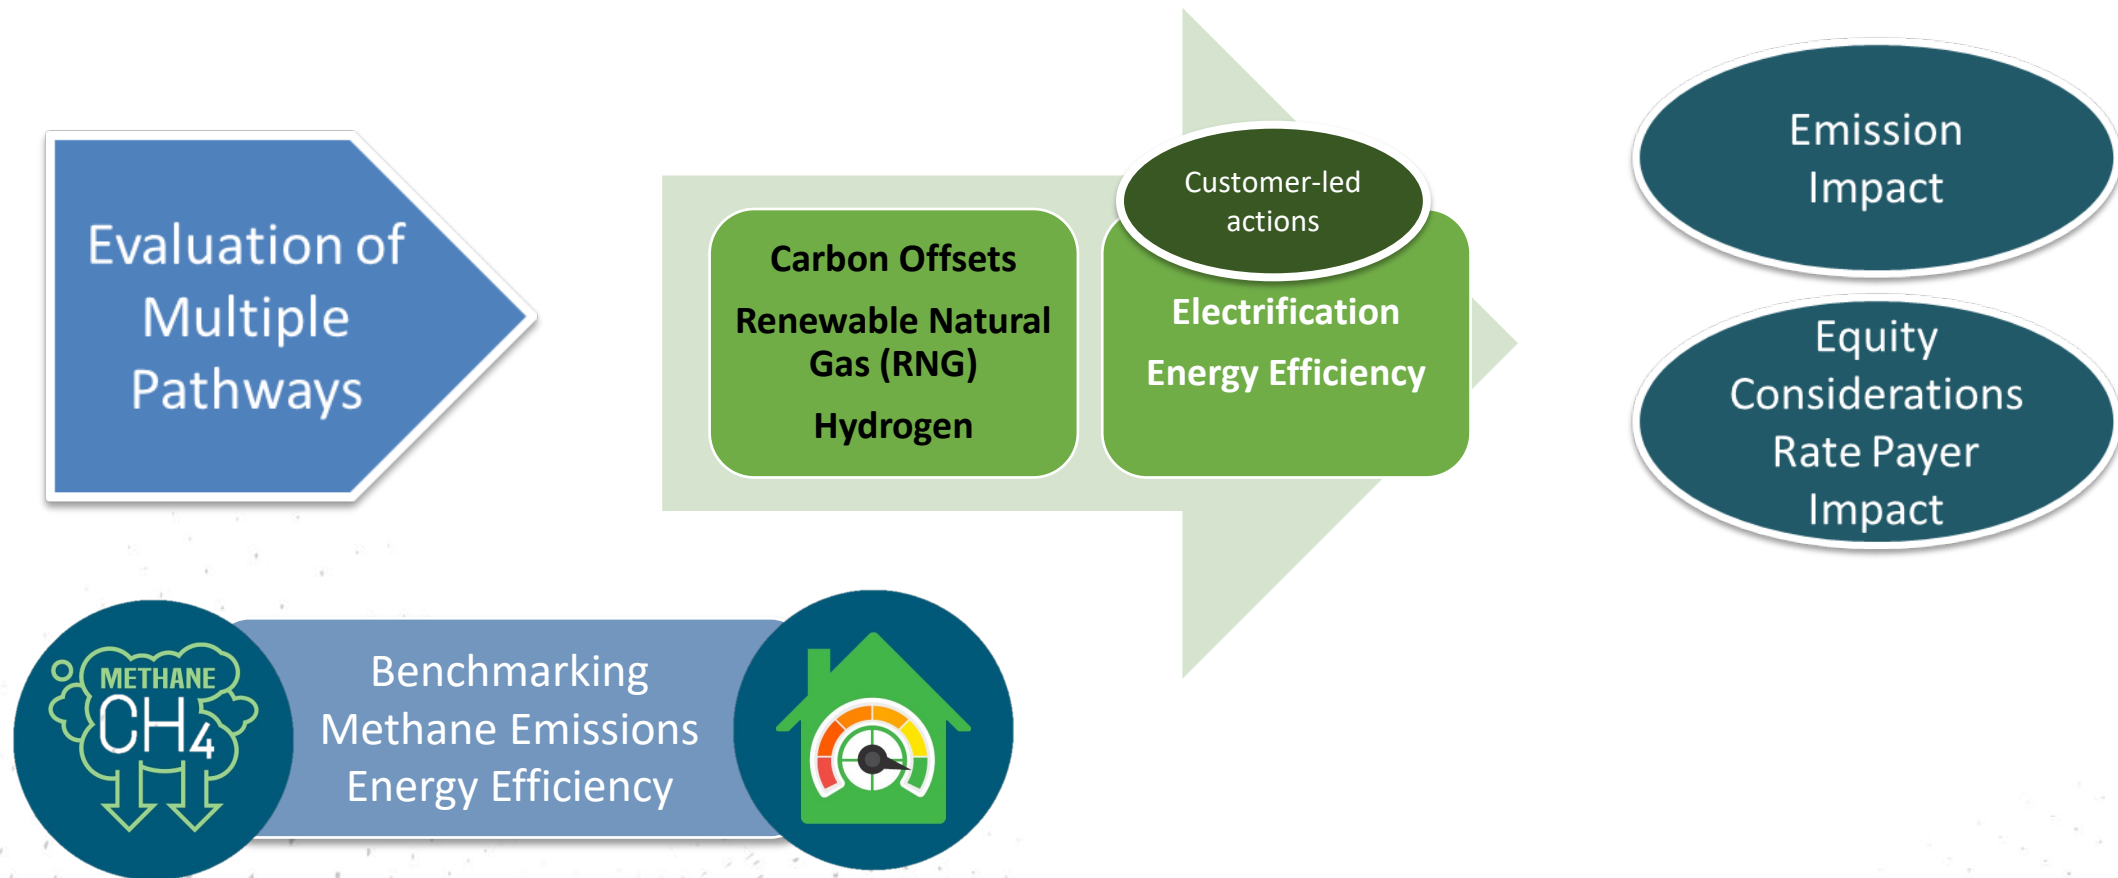 Evaluation of
Multiple
Pathways
Carbon Offsets
Renewable Natural
Gas (RNG)
Hydrogen
Customer-led
actions
Electrification
Energy Efficiency
Emission
Impact
Equity
Considerations
Rate Payer
Impact
METHANE
CH4
Benchmarking
Methane Emissions
Energy Efficiency